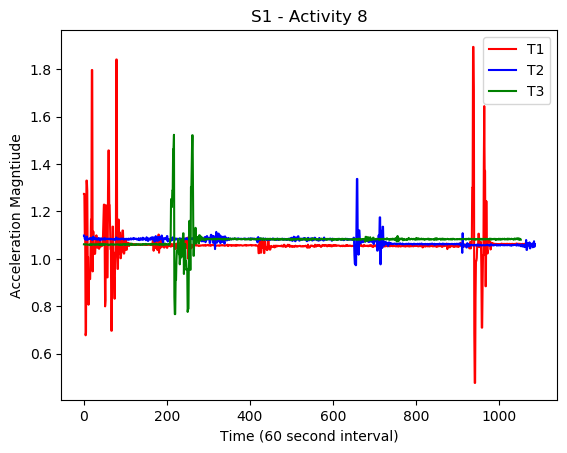 S1 - Activity 8
T1
T2
T3
1.8
1.6
1.4
1.2
1.0
0.8
0.6
Acceleration Magntiude
0 200 400 600 800 1000
Time (60 second interval)